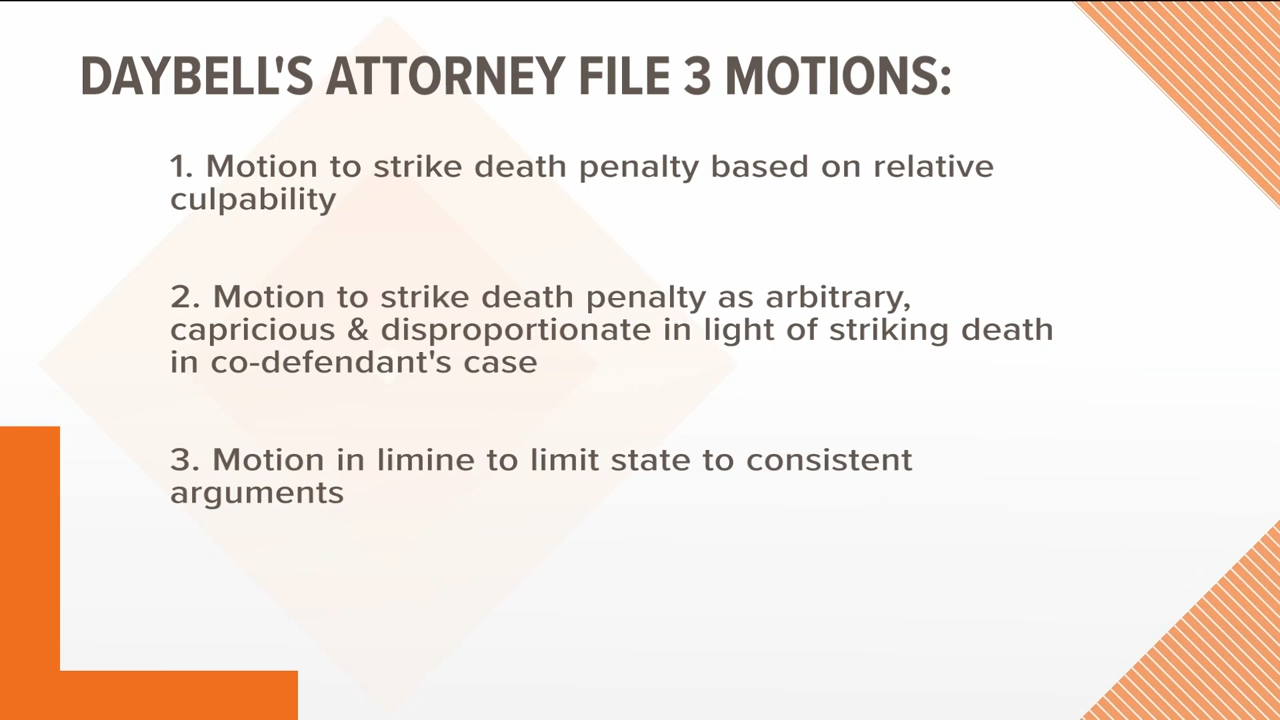 DAYBELL'S ATTORNEY FILE 3 MOTIONS:
1. Motion to strike death penalty based on relative
culpability
2. Motion to strike death penalty as arbitrary,
capricious & disproportionate in light of striking death
in co-defendant's case
3. Motion in limine to limit state to consistent
arguments